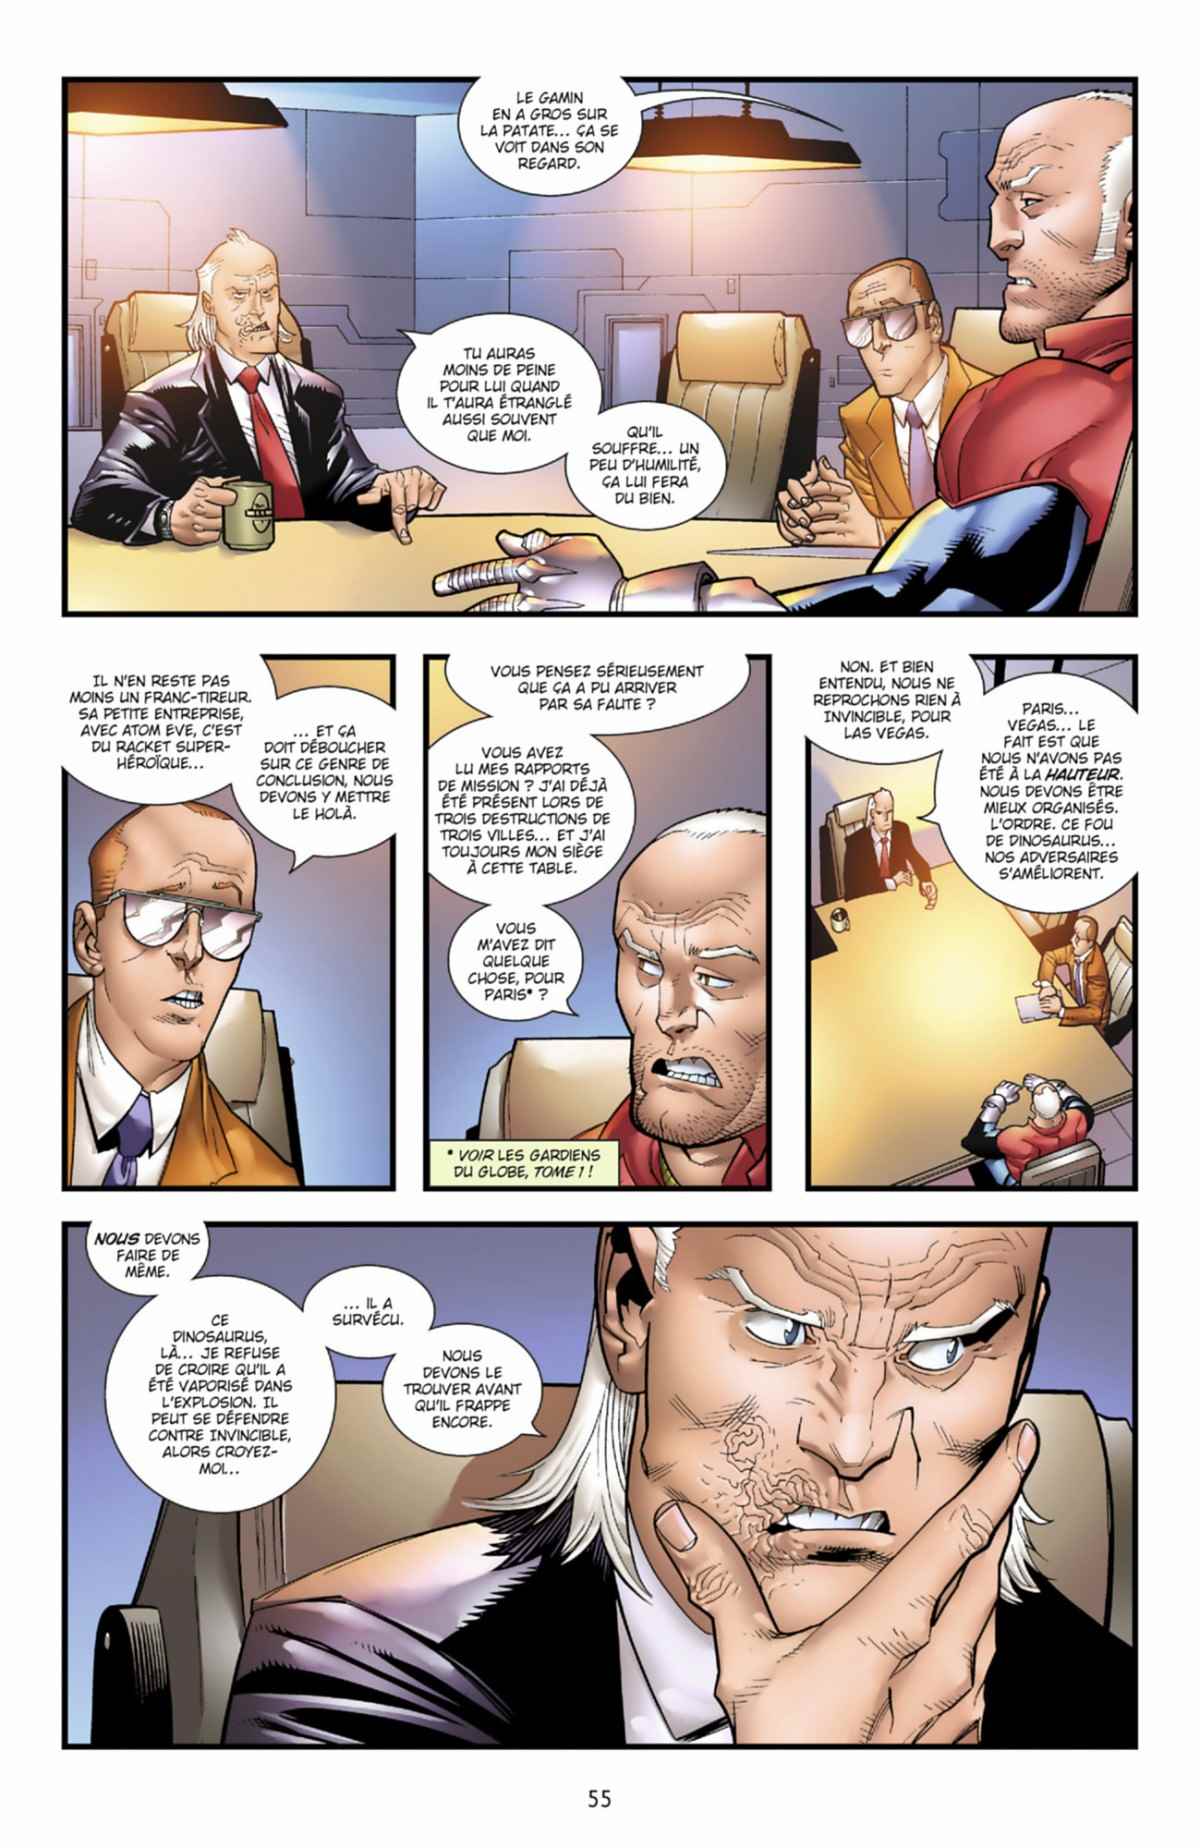 LE GAMIN
EN A GROS SUR
LA PATATE... ÇA SE
VOIT DANS SON
REGARD.
TU AURAS
MOINS DE PEINE
POUR LUI QUAND
IL T'AURA ÉTRANGLÉ
AUSSI SOUVENT
QUE MOI.
QU'IL
SOUFFRE... UN
PEU D'HUMILITÉ,
ÇA LUI FERA
DU BIEN.
IL N'EN RESTE PAS
MOINS UN FRANC-TIREUR.
SA PETITE ENTREPRISE,
AVEC ATOM EVE, C'EST
DU RACKET SUPER-
HÉROÏQUE...
... ET ÇA
DOIT DÉBOUCHER
SUR CE GENRE DE
CONCLUSION, NOUS
DEVONS Y METTRE
LE HOLÀ.
VOUS PENSEZ SÉRIEUSEMENT
QUE ÇA A PU ARRIVER
PAR SA FAUTE ?
VOUS AVEZ
LU MES RAPPORTS
DE MISSION ? J'AI DÉJÀ
ÉTÉ PRÉSENT LORS DE
TROIS DESTRUCTIONS DE
TROIS VILLES... ET J'AI
TOUJOURS MON SIÈGE
À CETTE TABLE.
VOUS
M'AVEZ DIT
QUELQUE
CHOSE, POUR
PARIS* ?
* VOIR LES GARDIENS
DU GLOBE, TOME 1 !
NON. ET BIEN
ENTENDU, NOUS NE
REPROCHONS RIEN À
INVINCIBLE, POUR
LAS VEGAS.
PARIS...
VEGAS... LE
FAIT EST QUE
NOUS N'AVONS PAS
ÉTÉ À LA HAUTEUR.
NOUS DEVONS ÊTRE
MIEUX ORGANISÉS.
L'ORDRE. CE FOU
DE DINOSAURUS...
NOS ADVERSAIRES
S'AMÉLIORENT.
NOUS DEVONS
FAIRE DE
MÊME.
CE
DINOSAURUS,
LÀ... JE REFUSE
DE CROIRE QU'IL A
ÉTÉ VAPORISÉ DANS
L'EXPLOSION. IL
PEUT SE DÉFENDRE
CONTRE INVINCIBLE,
ALORS CROYEZ-
MOI...
... IL A
SURVÉCU.
NOUS
DEVONS LE
TROUVER AVANT
QU'IL FRAPPE
ENCORE.
55